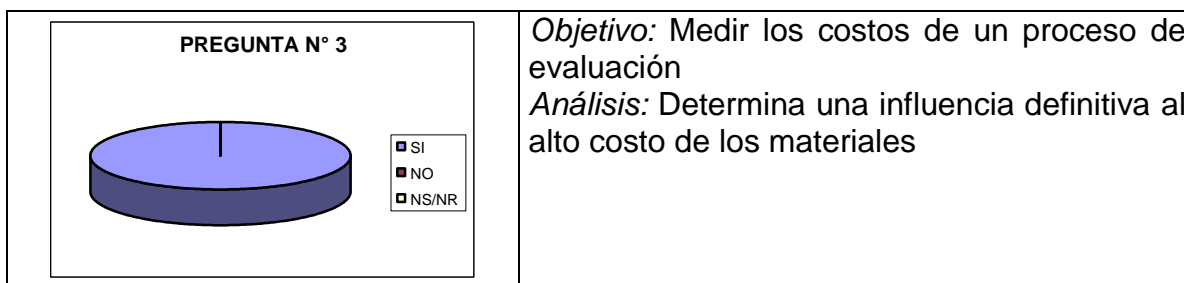 PREGUNTA N° 3
SI
NO
NS/NR
Objetivo: Medir los costos de un proceso de
evaluación
Análisis: Determina una influencia definitiva al
alto costo de los materiales